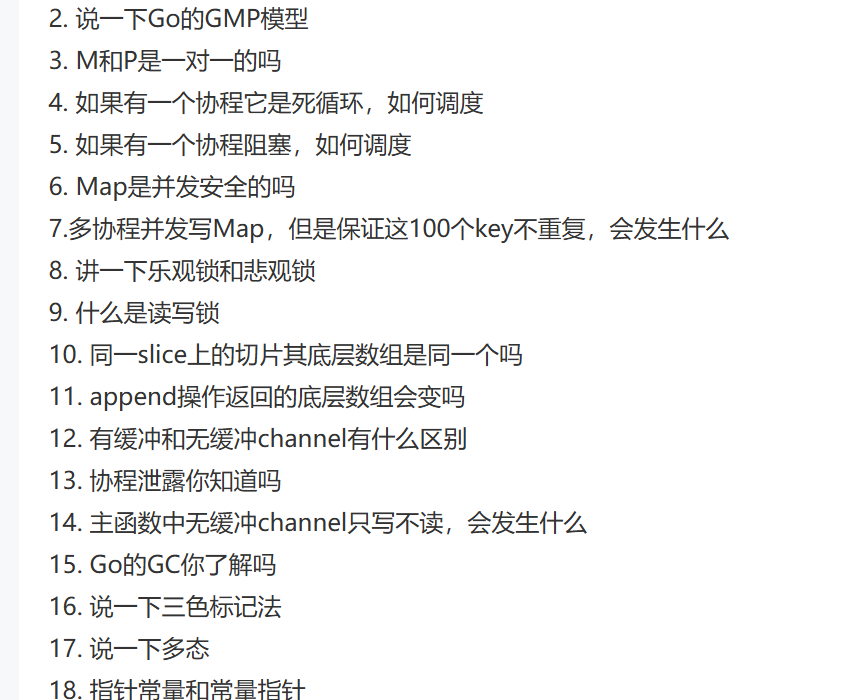 2. 说一下Go的GMP模型
3. M和P是一对一的吗
4. 如果有一个协程它是死循环，如何调度
5. 如果有一个协程阻塞，如何调度
6. Map是并发安全的吗
7.多协程并发写Map，但是保证这100个key不重复，会发生什么
8. 讲一下乐观锁和悲观锁
9. 什么是读写锁
10. 同一slice上的切片其底层数组是同一个吗
11. append操作返回的底层数组会变吗
12. 有缓冲和无缓冲channel有什么区别
13. 协程泄露你知道吗
14. 主函数中无缓冲channel只写不读，会发生什么
15. Go的GC你了解吗
16. 说一下三色标记法
17. 说一下多态
18. 指针常量和常量指针